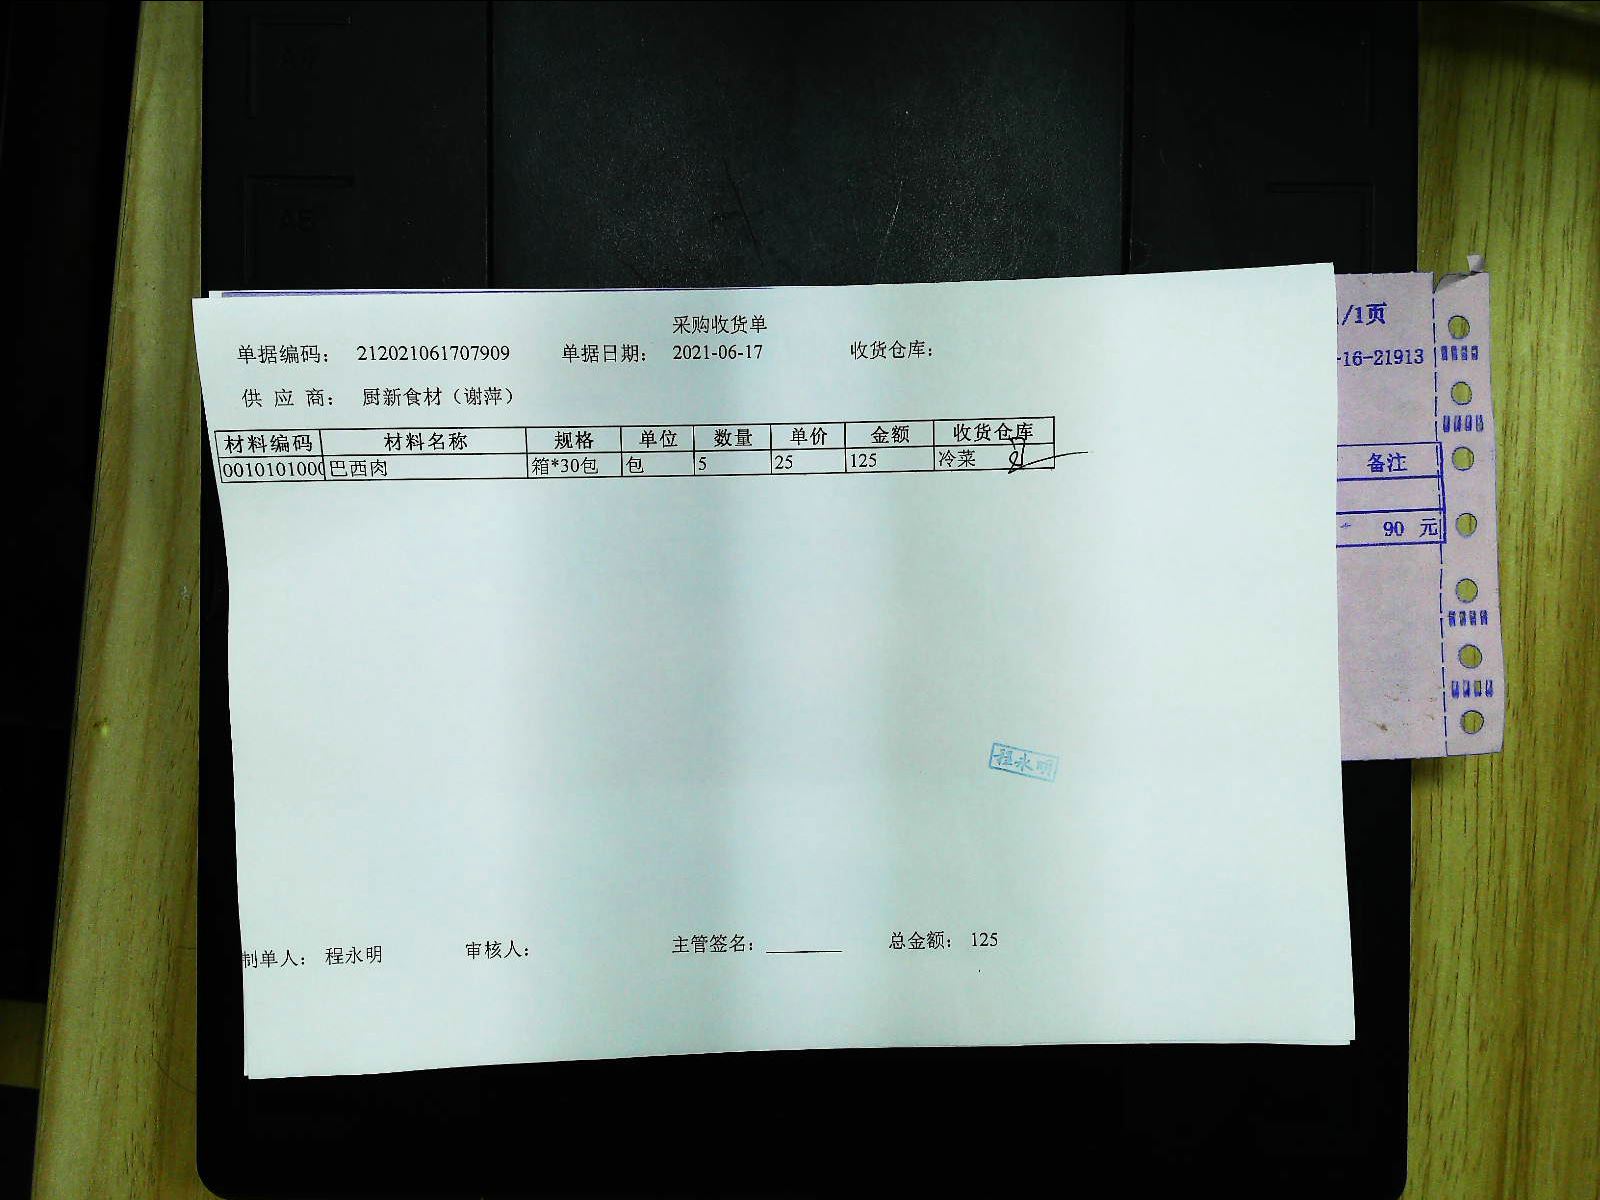 采购收货单
单据编码： 212021061707909 单据日期： 2021-06-17 收货仓库：
供 应 商： 厨新食材（谢萍）
材料编码 材料名称 规格 单位 数量 单价 金额 收货仓库
0010101000 巴西肉 箱*30包 包 5 25 125 冷菜
程永明
制单人： 程永明 审核人： 主管签名： 总金额： 125
/1页
-16-21913
备注
90 元